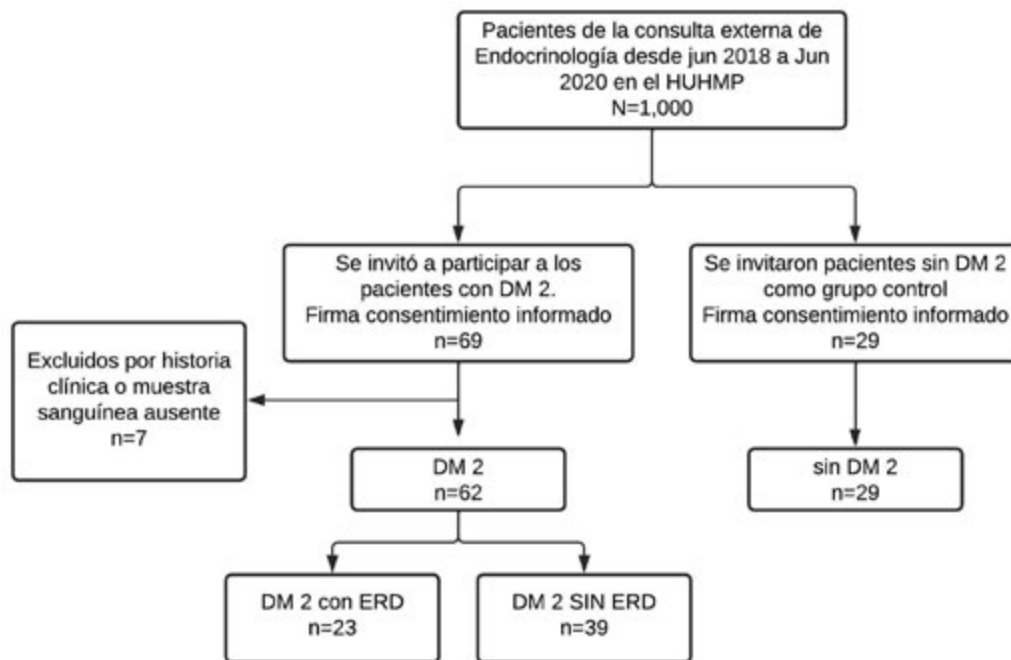 Pacientes de la consulta externa de
Endocrinología desde jun 2018 a Jun
2020 en el HUHMP
N=1,000
Se invitó a participar a los
pacientes con DM 2.
Firma consentimiento informado
n=69
Se invitaron pacientes sin DM 2
como grupo control
Firma consentimiento informado
n=29
Excluidos por historia
clínica o muestra
sanguínea ausente
n=7
DM 2
n=62
sin DM 2
n=29
DM 2 con ERD
n=23
DM 2 SIN ERD
n=39